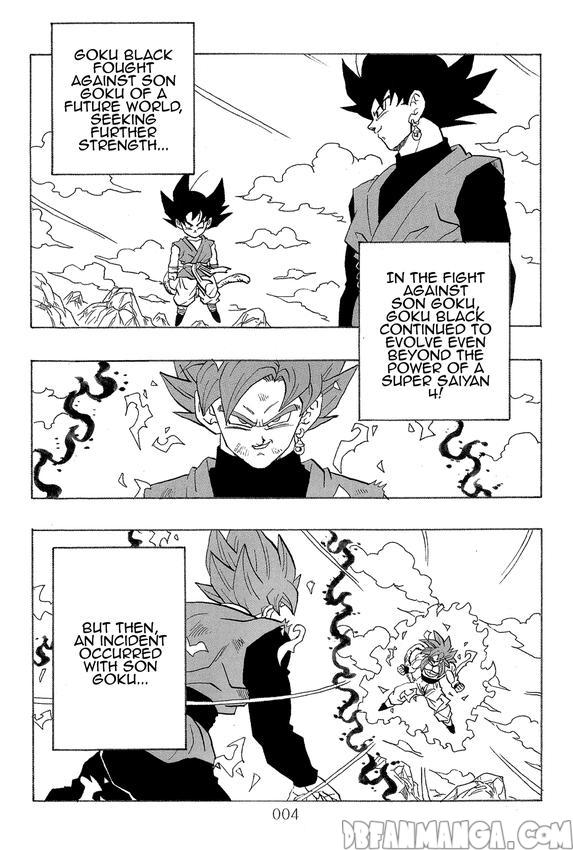 GOKU BLACK
FOUGHT
AGAINST SON
GOKU OF A
FUTURE WORLD,
SEEKING
FURTHER
STRENGTH...
IN THE FIGHT
AGAINST
SON GOKU,
GOKU BLACK
CONTINUED TO
EVOLVE EVEN
BEYOND THE
POWER OF A
SUPER SAIYAN
4!
BUT THEN,
AN INCIDENT
OCCURRED
WITH SON
GOKU...
004
DBFANMANGA.COM